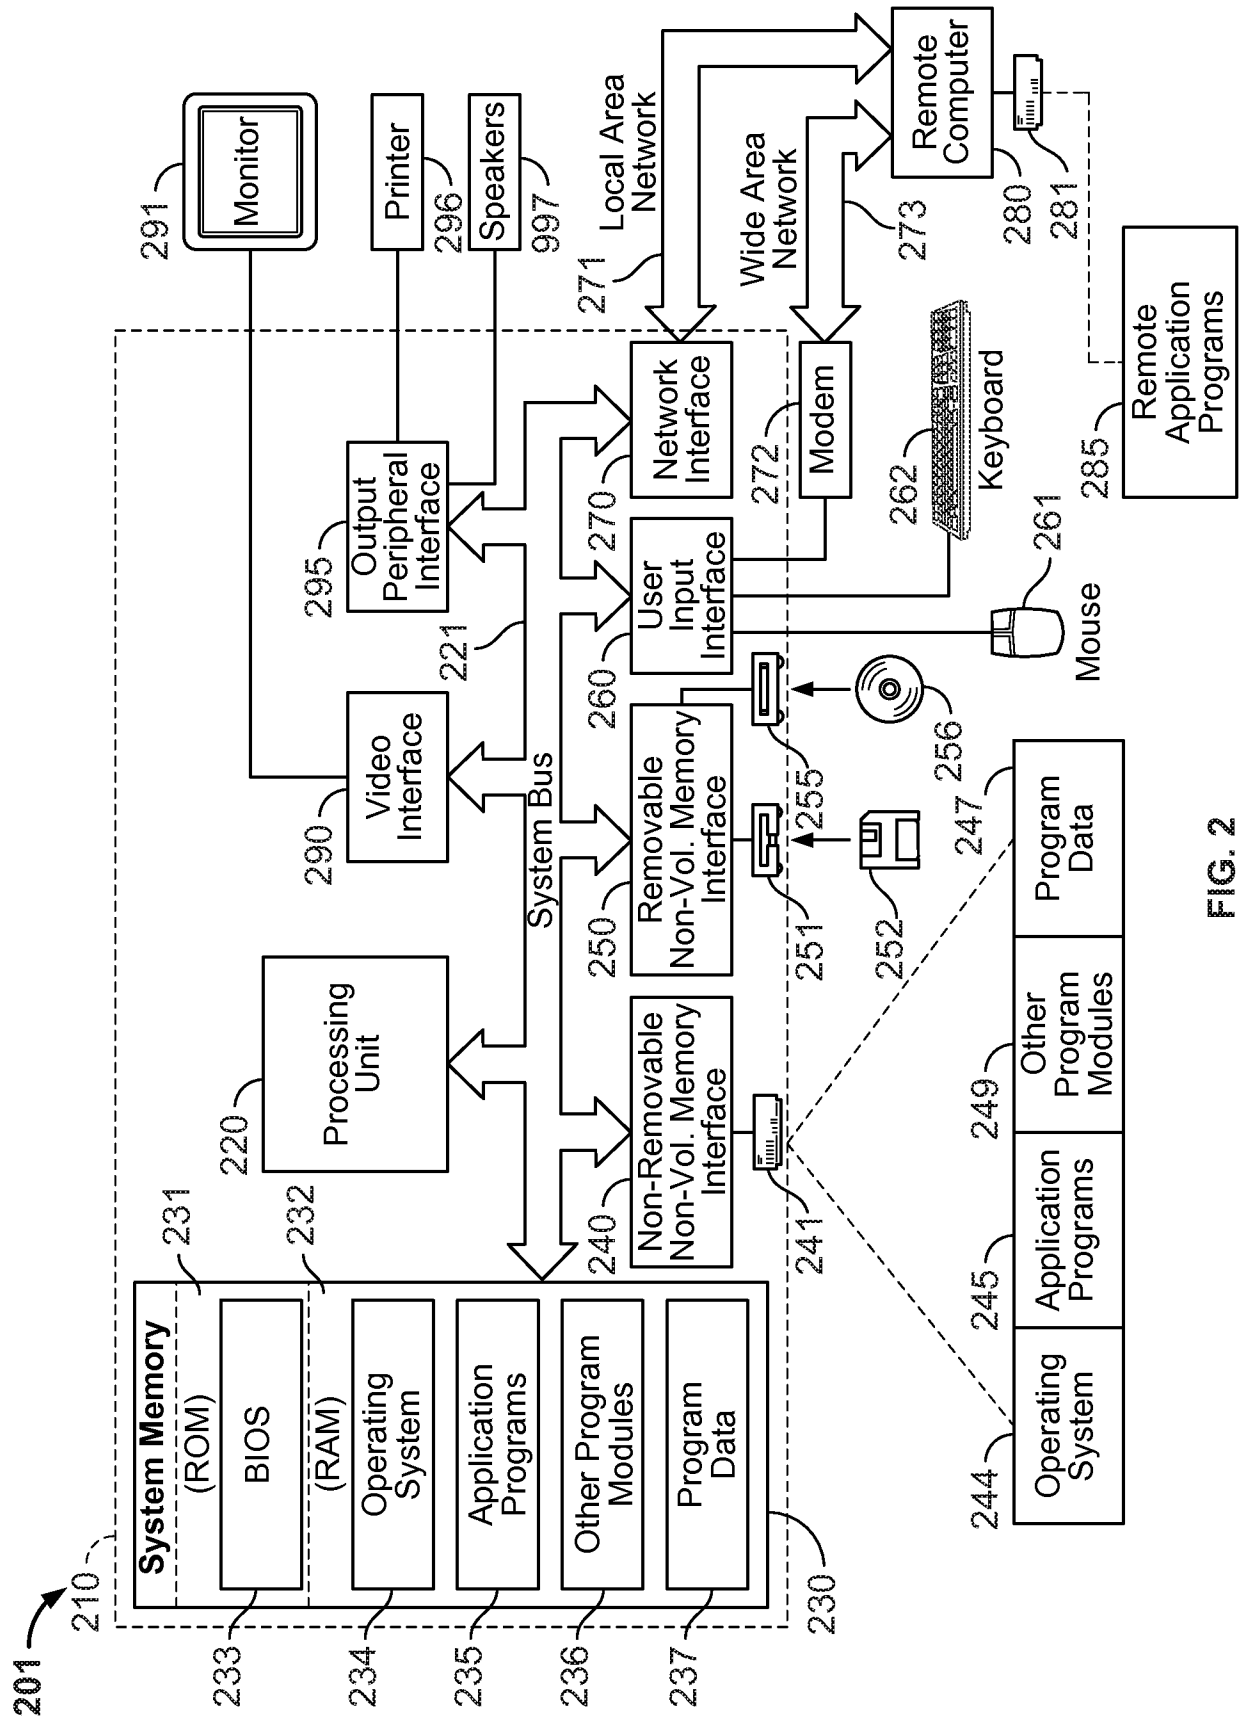 201
210
System Memory
(ROM)
231
BIOS
233
(RAM)
232
Operating
System
234
Application
Programs
235
Other Program
Modules
236
Program
Data
237
230
220
Processing
Unit
290
Video
Interface
295
Output
Peripheral
Interface
221
System Bus
291
Monitor
Printer
296
Speakers
997
240
Non-Removable
Non-Vol. Memory
Interface
250
Removable
Non-Vol. Memory
Interface
260
User
Input
Interface
270
Network
Interface
271
Local Area
Network
Wide Area
Network
273
272
Modem
Remote
Computer
280
281
241
251
255
252
256
262
Keyboard
261
Mouse
285
Remote
Application
Programs
244
Operating
System
245
Application
Programs
249
Other
Program
Modules
247
Program
Data
FIG. 2